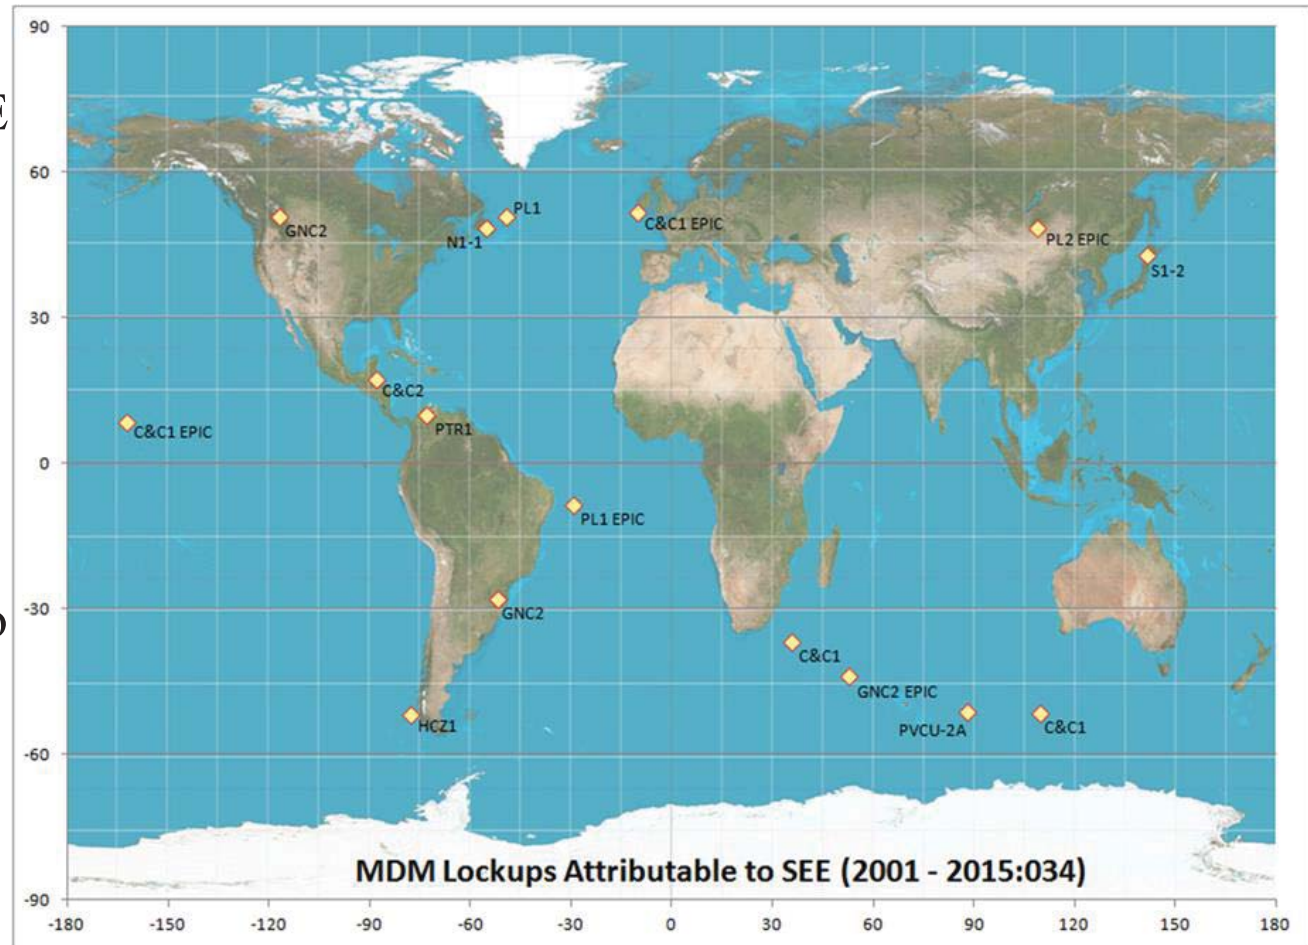 90
E
60
PL1
GNC2
C&C1 EPIC
N1-1
PL2 EPIC
S1-2
30
C&C2
PTR1
C&C1 EPIC
0
PL1 EPIC
-30
GNC2
C&C1
GNC2 EPIC
HCZ1
PVCU-2A
C&C1
-60
MDM Lockups Attributable to SEE (2001 - 2015:034)
-90
-180 -150 -120 -90 -60 -30 0 30 60 90 120 150 180